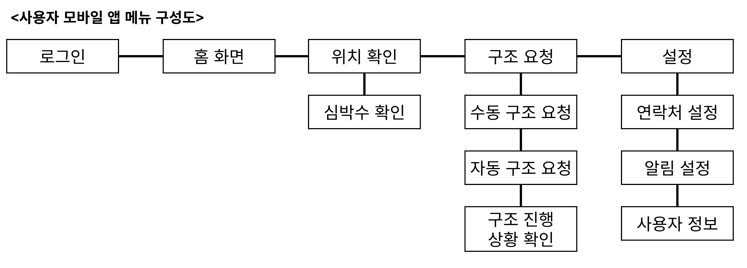 <사용자 모바일 앱 메뉴 구성도>
로그인
홈 화면
위치 확인
구조 요청
설정
심박수 확인
수동 구조 요청
연락처 설정
자동 구조 요청
알림 설정
구조 진행
상황 확인
사용자 정보